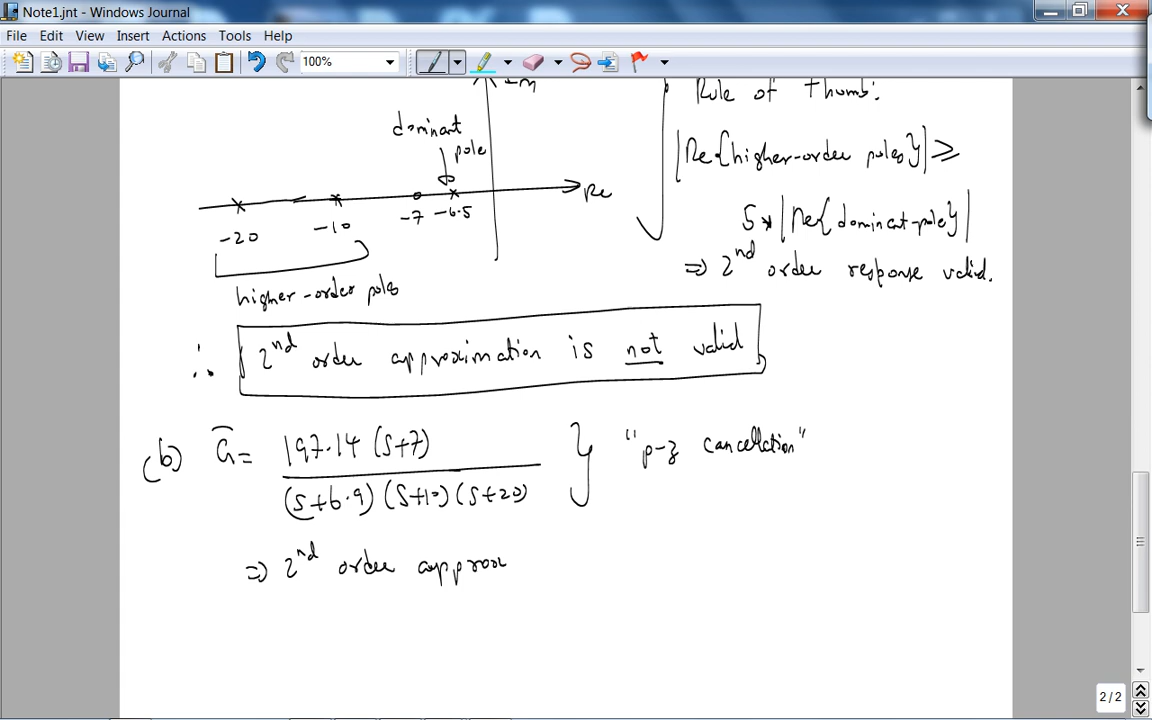 Note1.jnt - Windows Journal
File Edit View Insert Actions Tools Help
100%
Im
Rule of thumb:
dominant
pole
|Re{higher-order poles}| ≥
Re
-20 -10 -7 -6.5
5*|Re{dominant-pole}|
⇒ 2nd order response valid.
higher-order poles
∴ 2nd order approximation is not valid,
(b) G = 197.14 (S+7)
(S+6.9) (S+10) (S+20)
} "p-z cancellation"
⇒ 2nd order approx
2/2